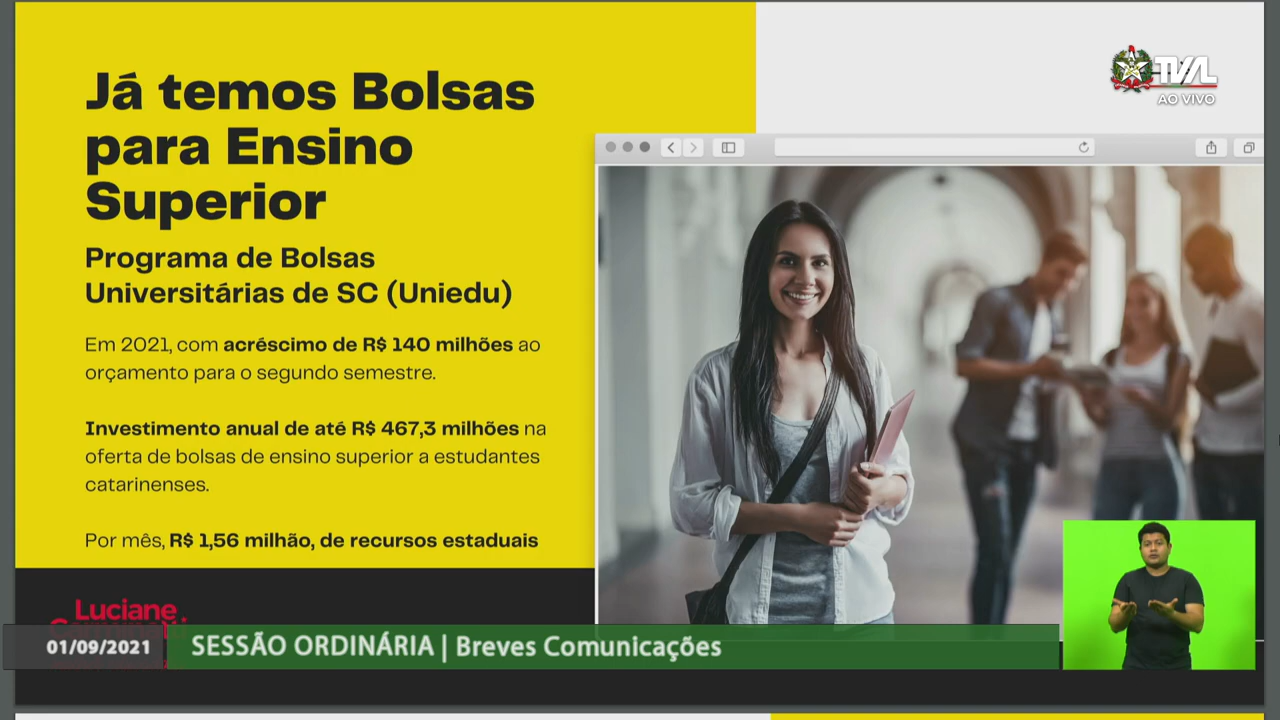 Já temos Bolsas
para Ensino
Superior
Programa de Bolsas
Universitárias de SC (Uniedu)
Em 2021, com acréscimo de R$ 140 milhões ao
orçamento para o segundo semestre.
Investimento anual de até R$ 467,3 milhões na
oferta de bolsas de ensino superior a estudantes
catarinenses.
Por mês, R$ 1,56 milhão, de recursos estaduais
TVAL
AO VIVO
Luciane
01/09/2021
SESSÃO ORDINÁRIA | Breves Comunicações